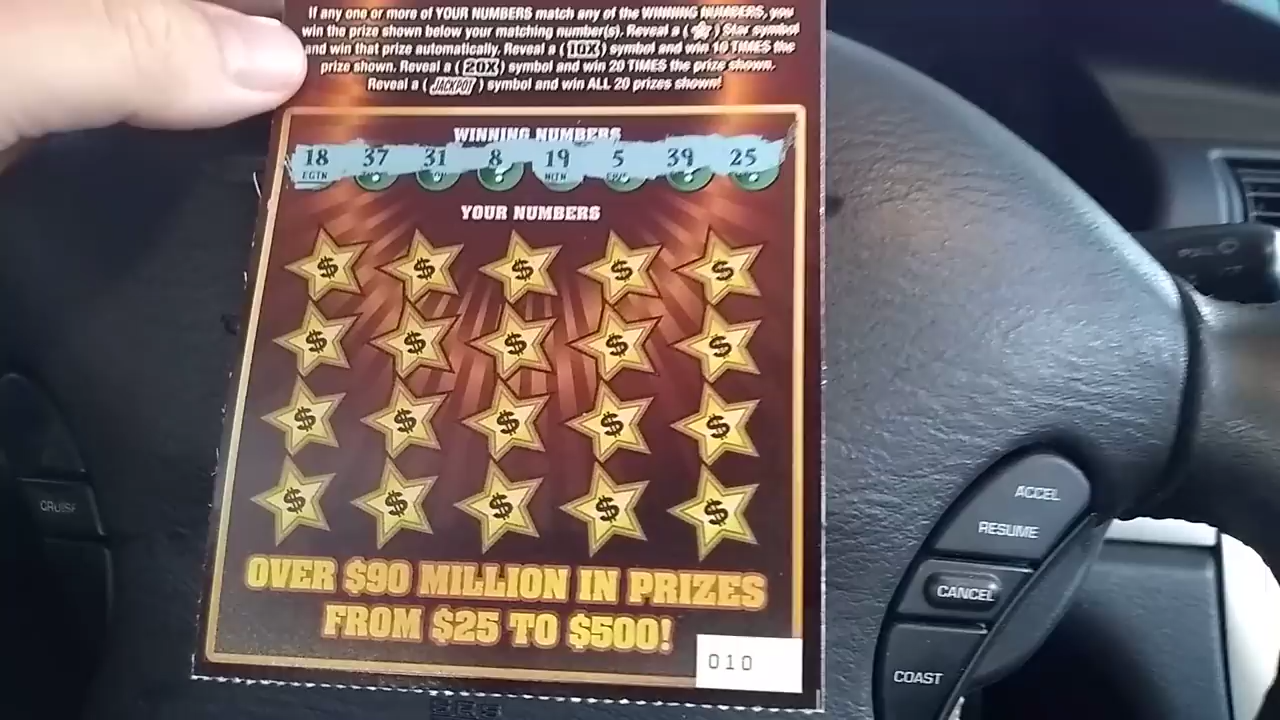 If any one or more of YOUR NUMBERS match any of the WINNING NUMBERS, you
win the prize shown below your matching number(s). Reveal a ( ) Star symbol
and win that prize automatically. Reveal a ( 10X ) symbol and win 10 TIMES the
prize shown. Reveal a ( 20X ) symbol and win 20 TIMES the prize shown.
Reveal a ( JACKPOT ) symbol and win ALL 20 prizes shown!
WINNING NUMBERS
18 37 31 8 19 5 39 25
EGTN
YOUR NUMBERS
$ $ $ $ $
$ $ $ $ $
$ $ $ $ $
$ $ $ $ $
OVER $90 MILLION IN PRIZES
FROM $25 TO $500!
010
CRUISE
ACCEL
RESUME
CANCEL
COAST